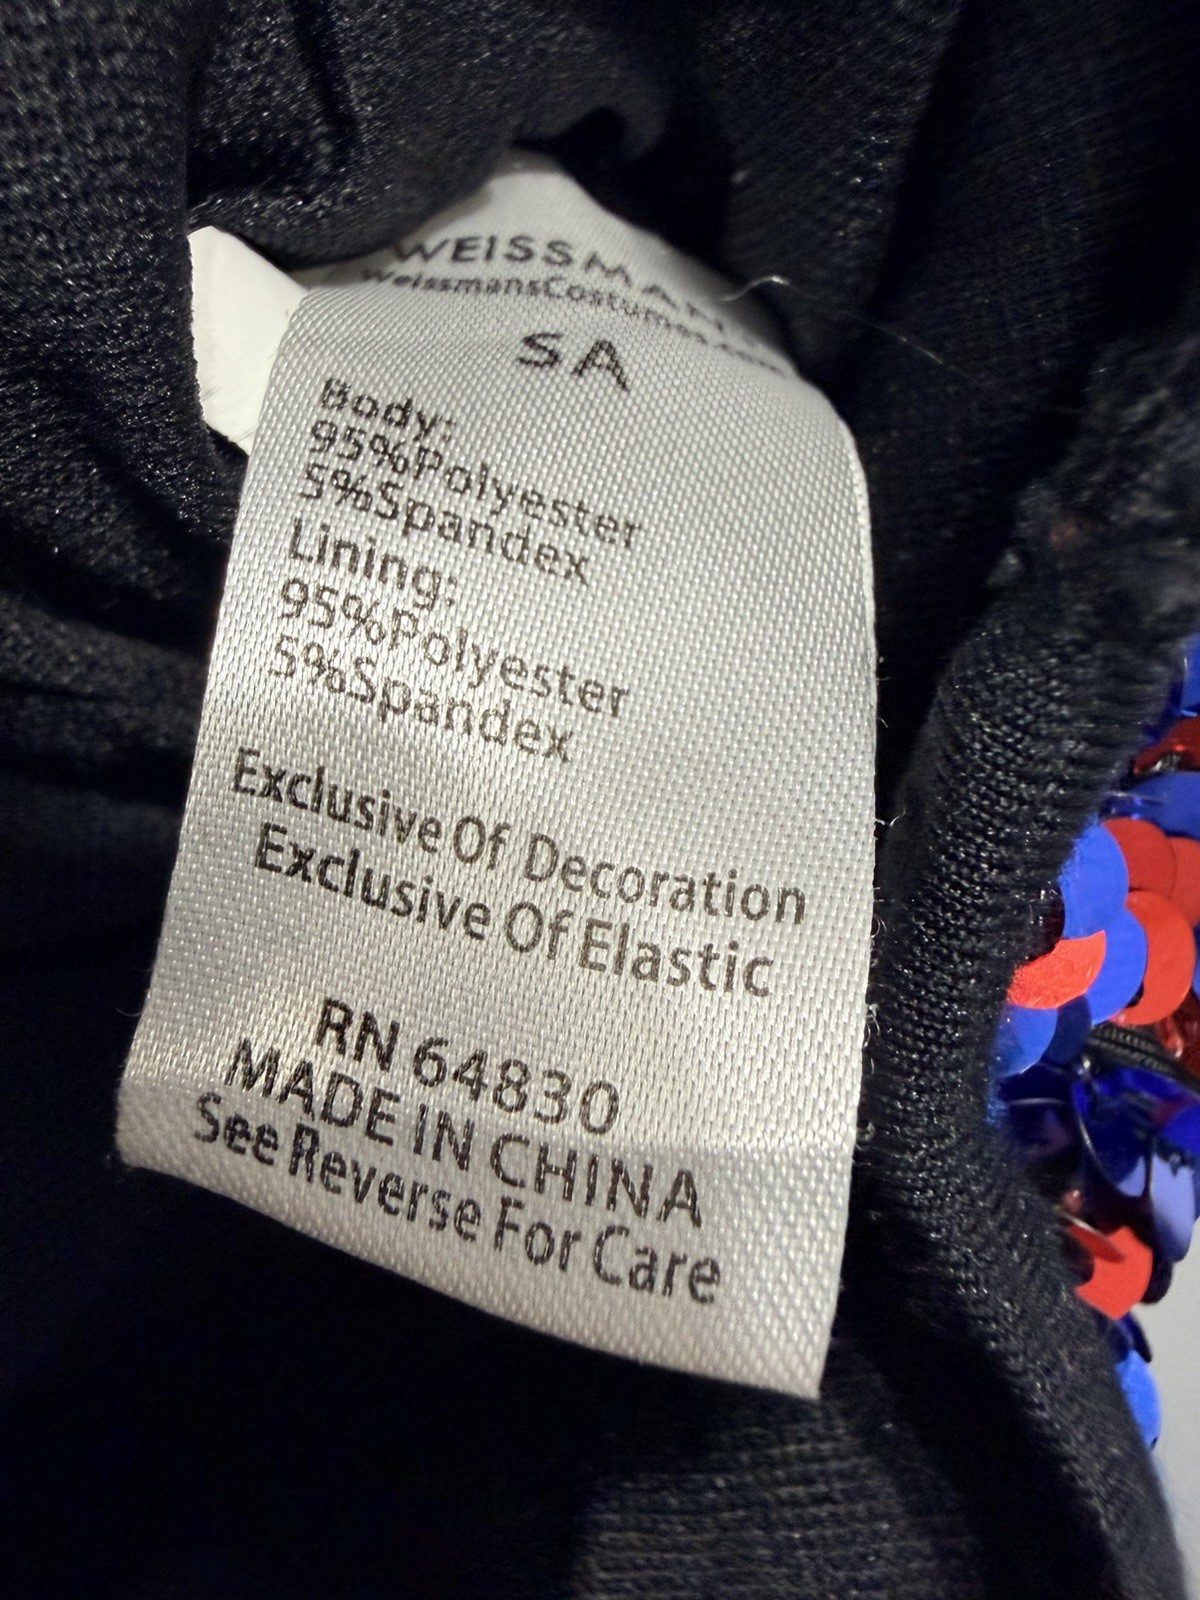 WEISSMAN
WeissmansCostumes.com
SA
Body:
95%Polyester
5%Spandex
Lining:
95%Polyester
5%Spandex
Exclusive Of Decoration
Exclusive Of Elastic
RN 64830
MADE IN CHINA
See Reverse For Care